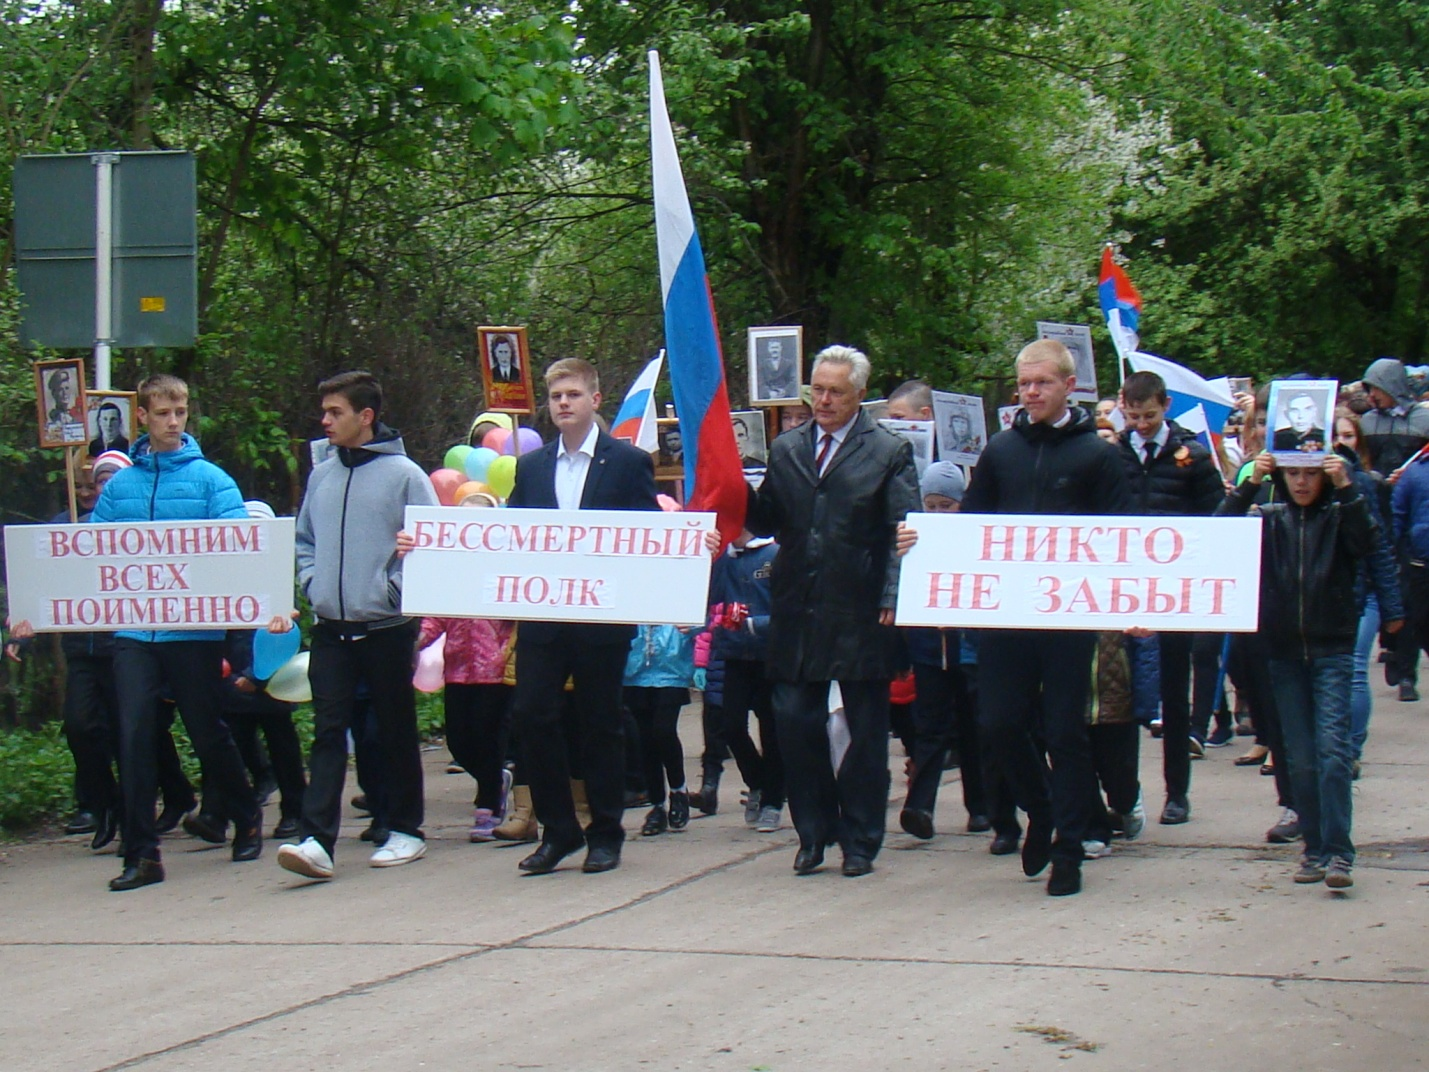 ВСПОМНИМ
ВСЕХ
ПОИМЕННО
БЕССМЕРТНЫЙ
ПОЛК
НИКТО
НЕ ЗАБЫТ